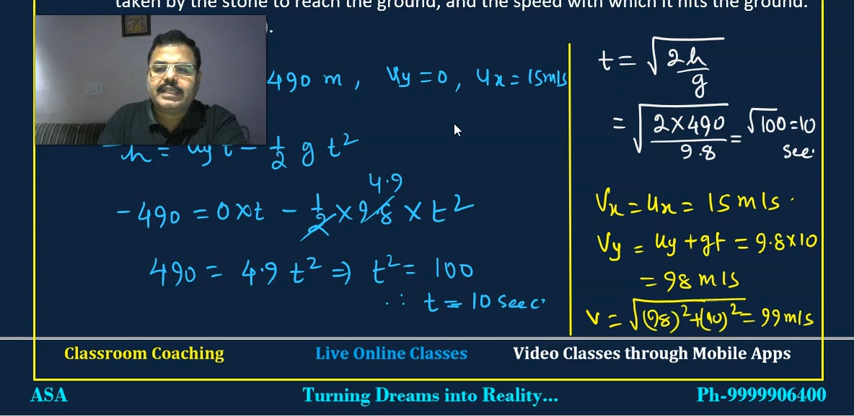 taken by the stone to reach the ground, and the speed with which it hits the ground.
).
490 m, uy = 0, ux = 15 m/s
-h = uy t - 1/2 g t²
4.9
-490 = 0 × t - 1/2 × 9.8 × t²
490 = 4.9 t² ⇒ t² = 100
∴ t = 10 seec.
t = √2h/g
= √2×490/9.8 = √100 = 10 sec.
Vx = ux = 15 m/s.
Vy = uy + gt = 9.8×10
= 98 m/s
V = √(98)²+(10)² = 99 m/s
Classroom Coaching Live Online Classes Video Classes through Mobile Apps
ASA Turning Dreams into Reality... Ph-9999906400